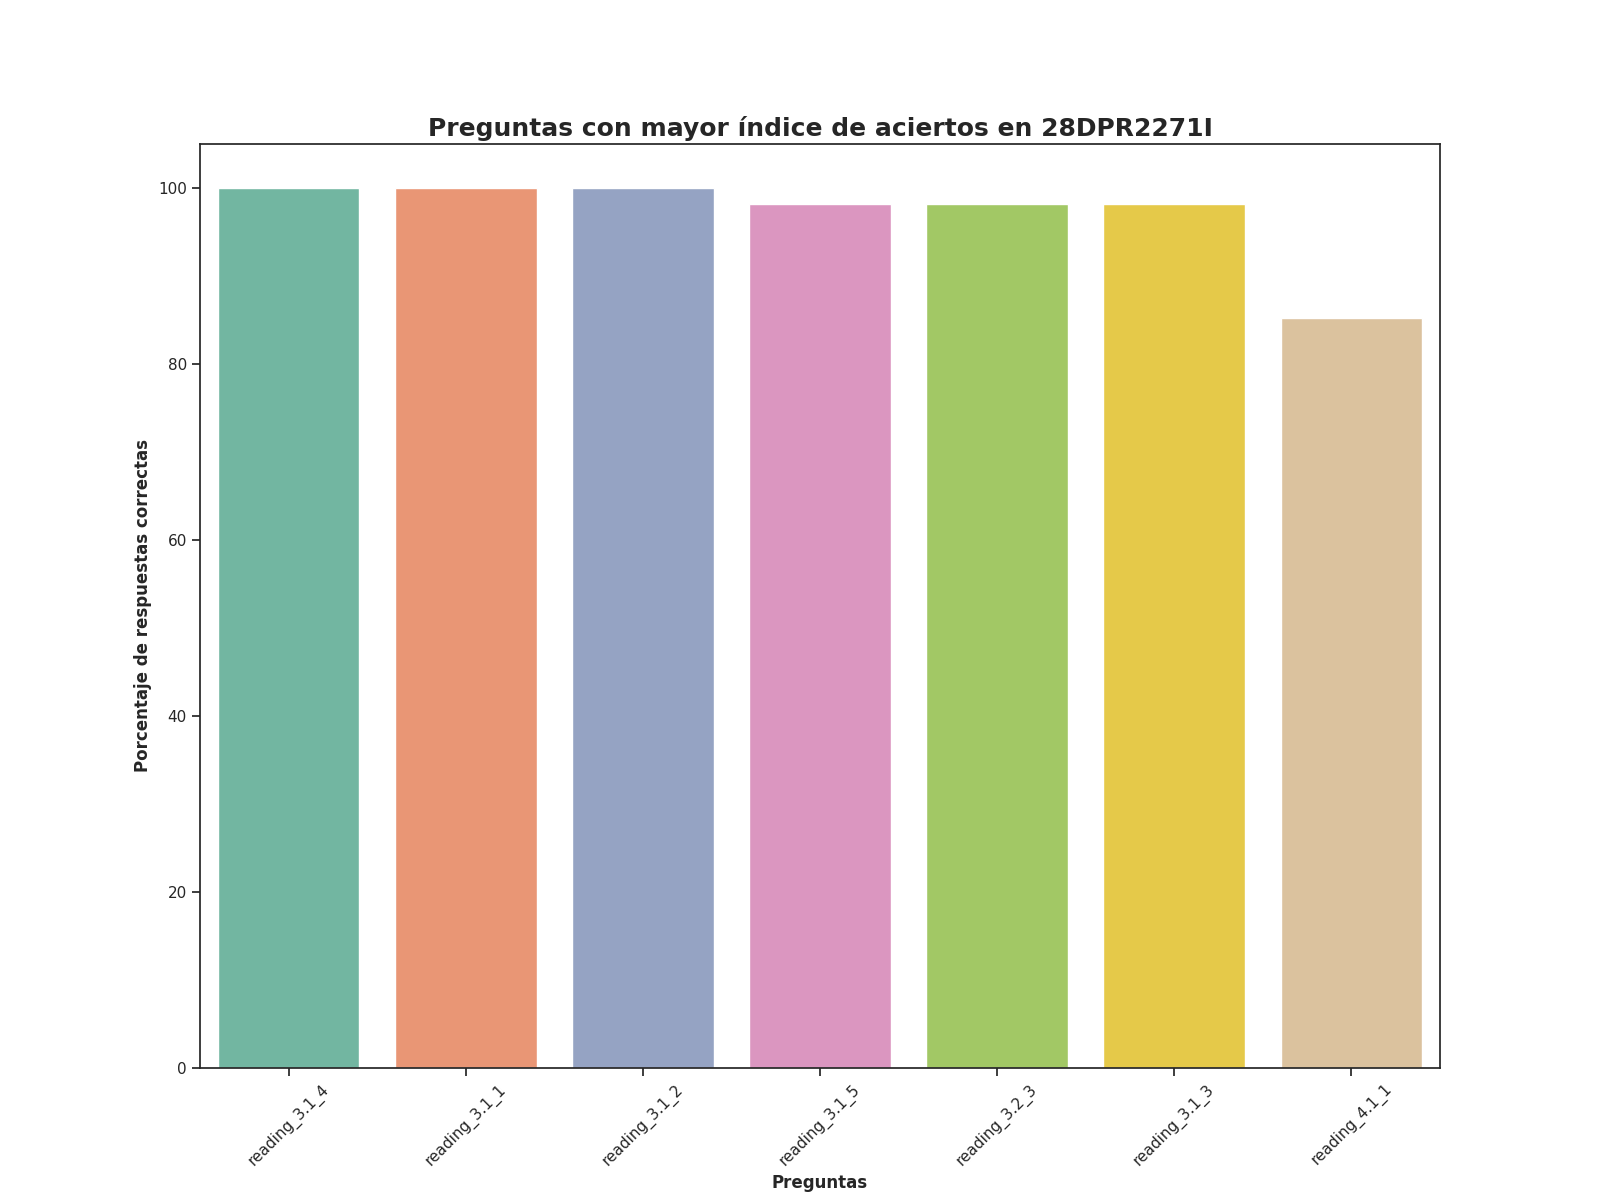 Preguntas con mayor índice de aciertos en 28DPR2271I
Porcentaje de respuestas correctas
100
80
60
40
20
0
reading_3.1_4
reading_3.1_1
reading_3.1_2
reading_3.1_5
reading_3.2_3
reading_3.1_3
reading_4.1_1
Preguntas